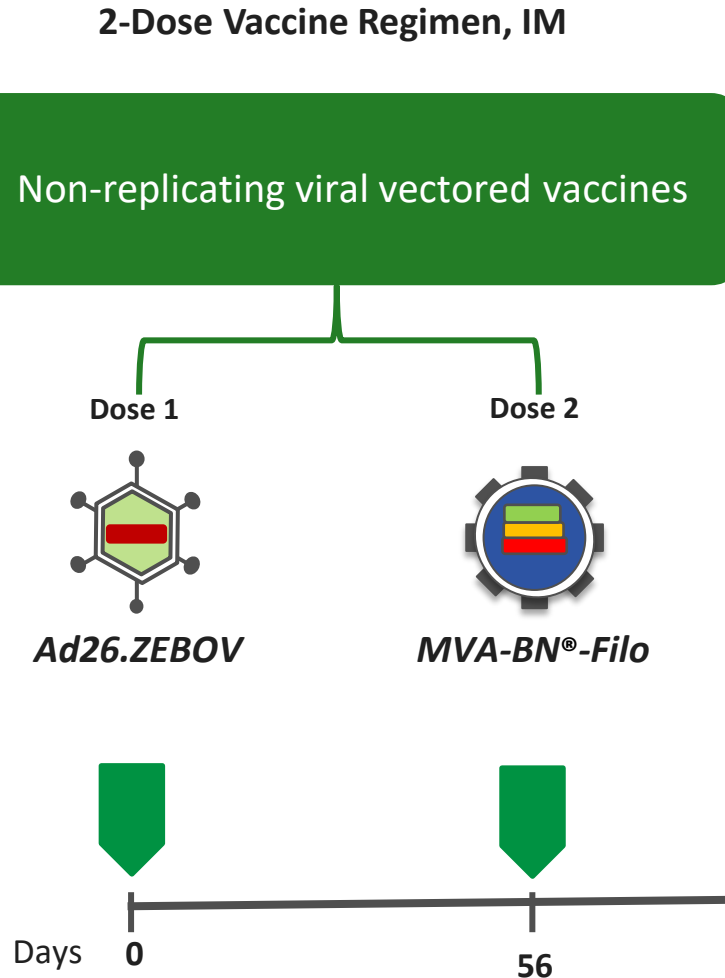 2-Dose Vaccine Regimen, IM
Non-replicating viral vectored vaccines
Dose 1
Dose 2
Ad26.ZEBOV
MVA-BN®-Filo
Days 0
56